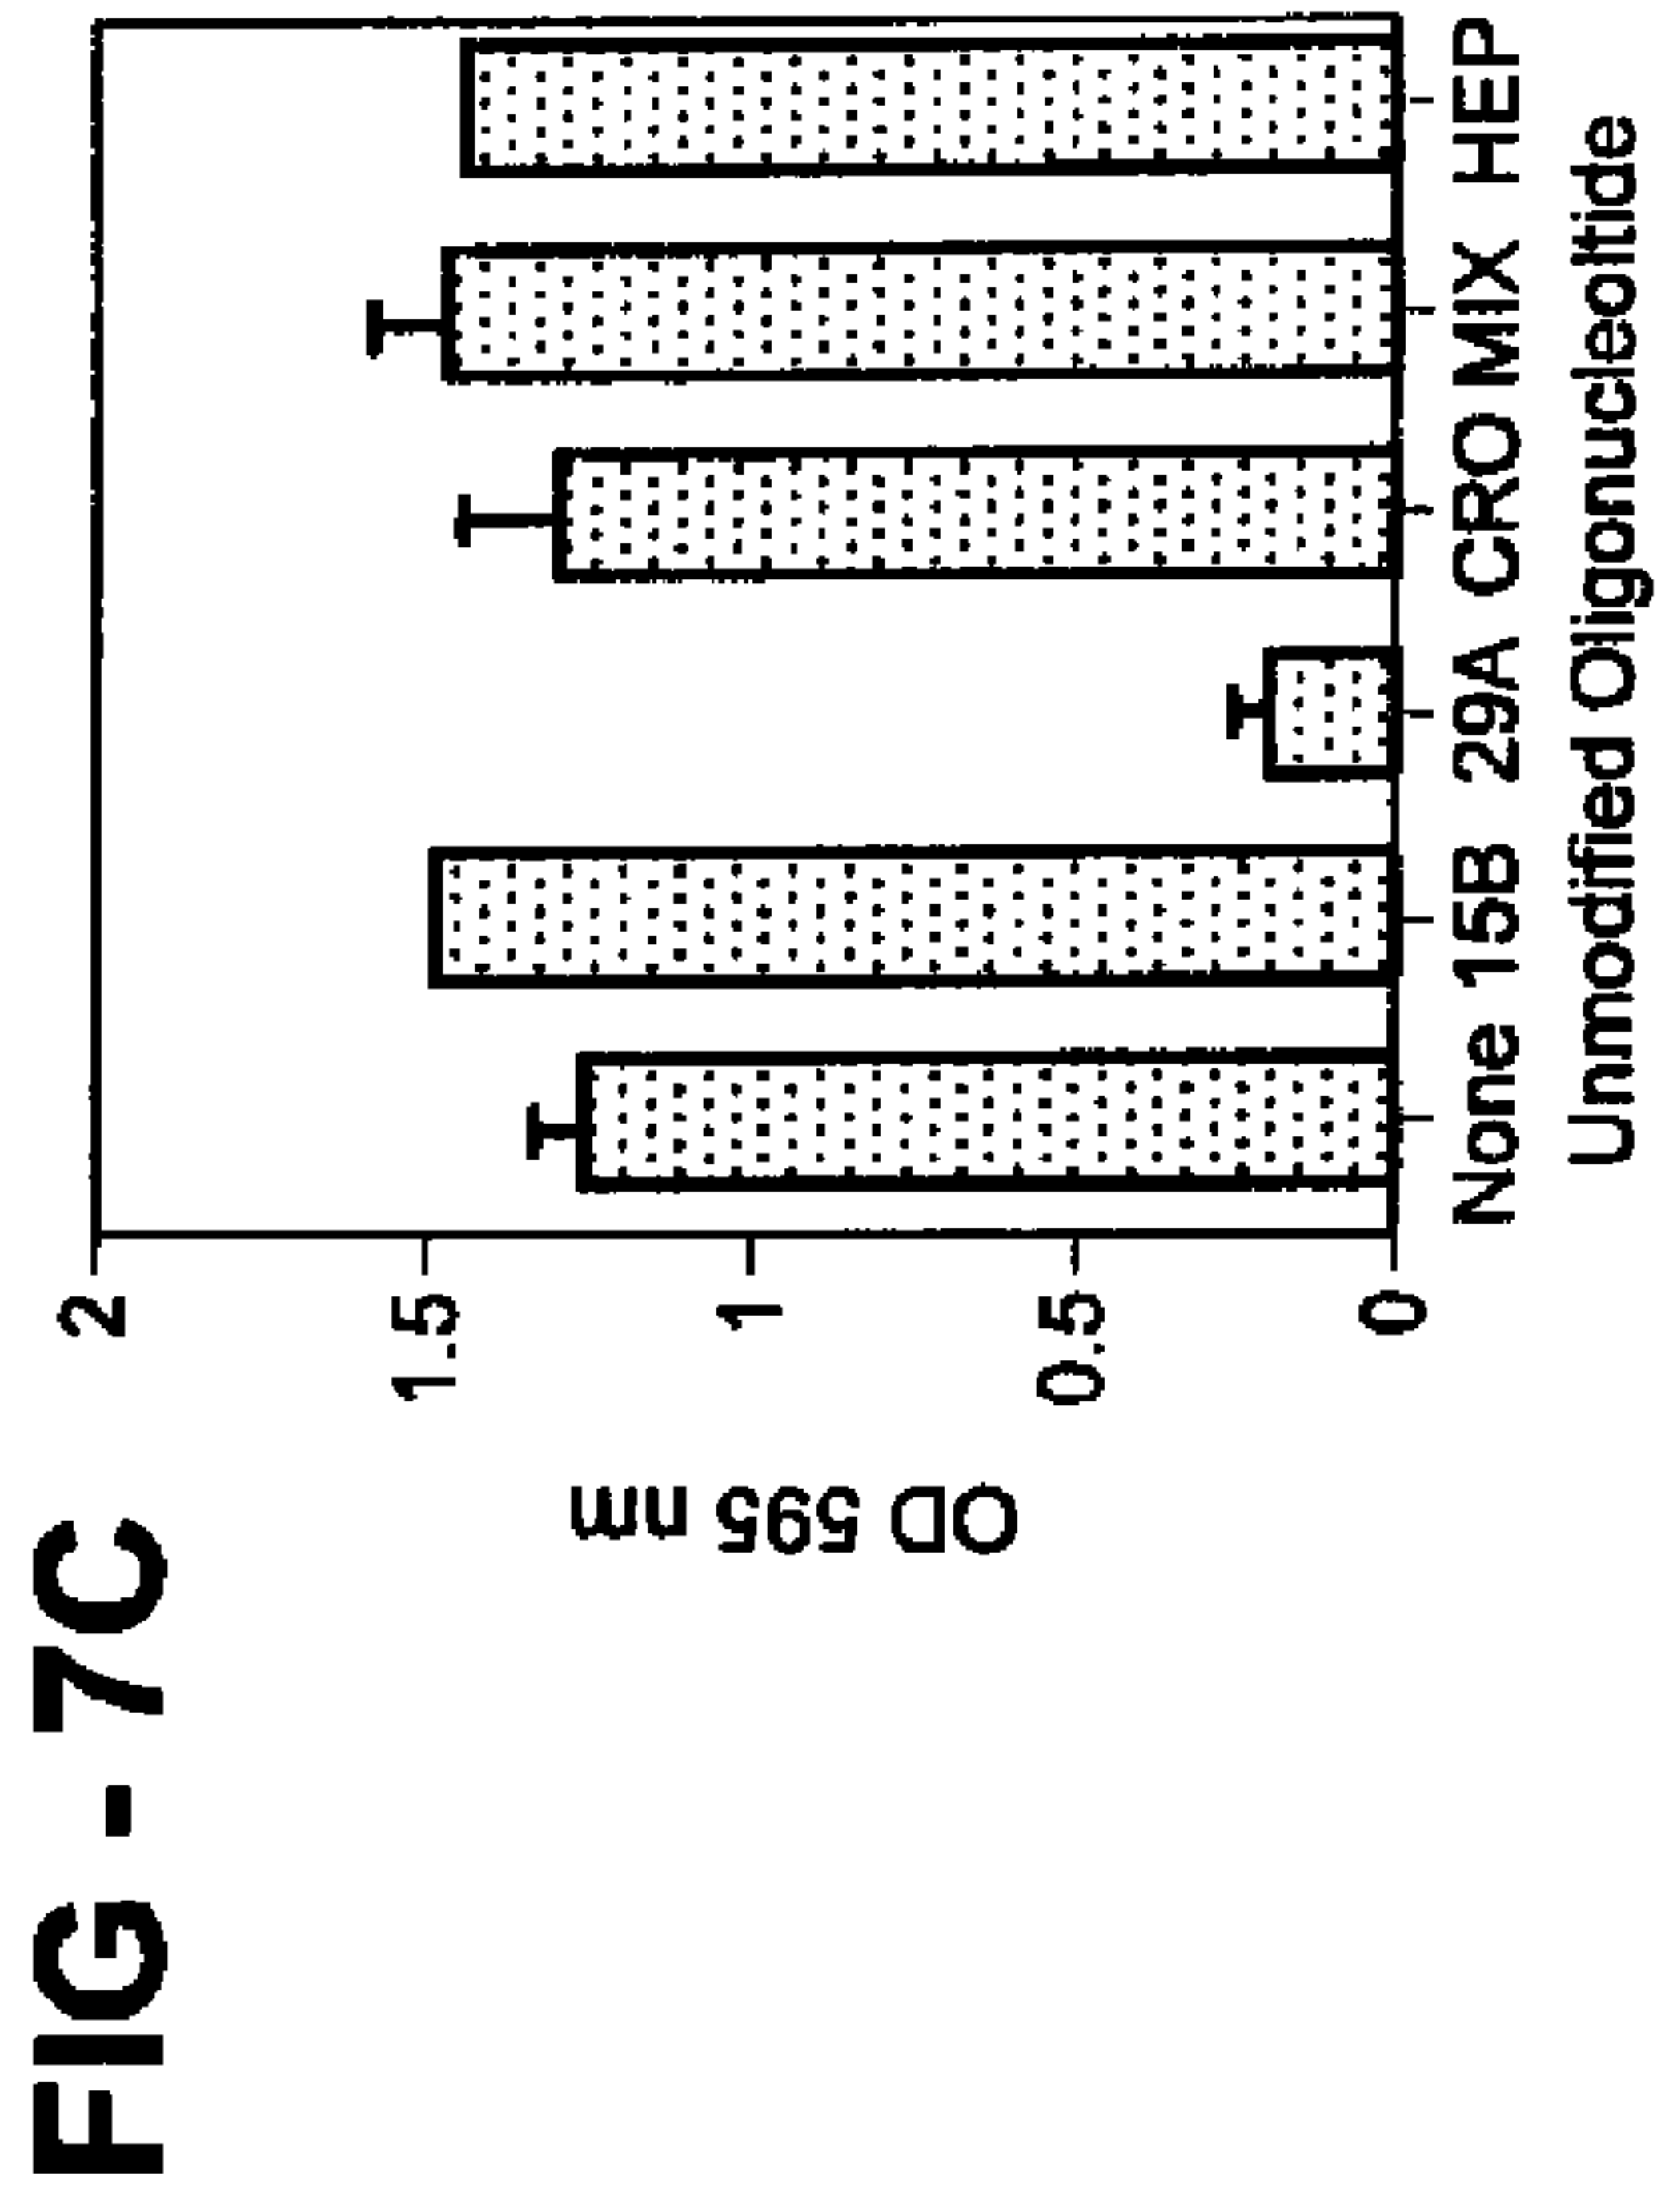 FIG - 7C
2
1.5
1
0.5
0
OD 595 nm
None 15B 29A CRO MIX HEP
Unmodified Oligonucleotide